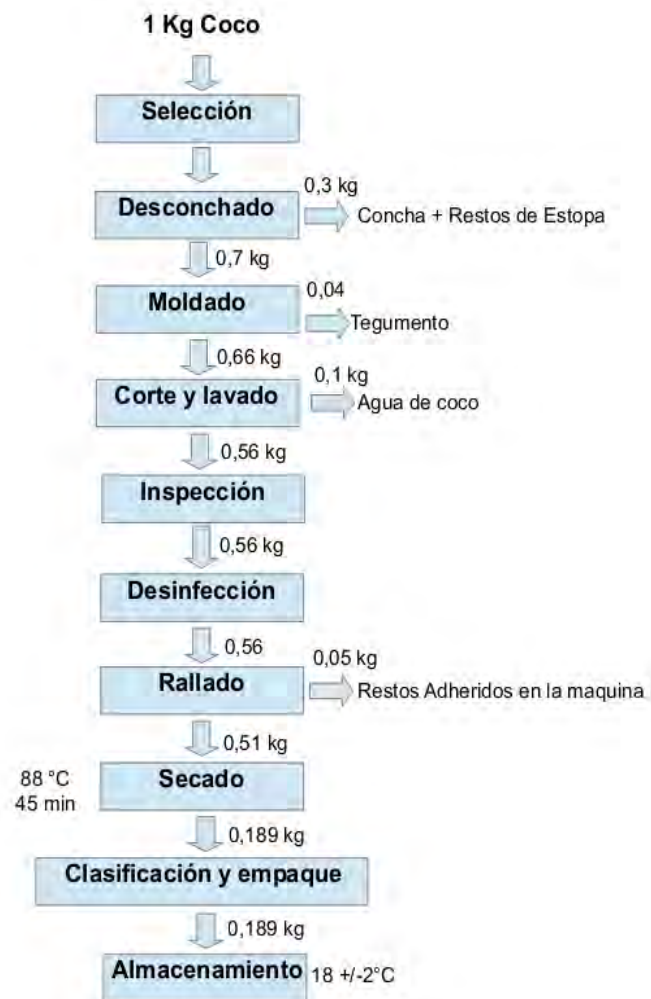 1 Kg Coco
Selección
0,3 kg
Desconchado
Concha + Restos de Estopa
0,7 kg
0,04
Moldado
Tegumento
0,66 kg
0,1 kg
Corte y lavado
Agua de coco
0,56 kg
Inspección
0,56 kg
Desinfección
0,56
0,05 kg
Rallado
Restos Adheridos en la maquina
0,51 kg
88 °C
Secado
45 min
0,189 kg
Clasificación y empaque
0,189 kg
Almacenamiento 18 +/-2°C